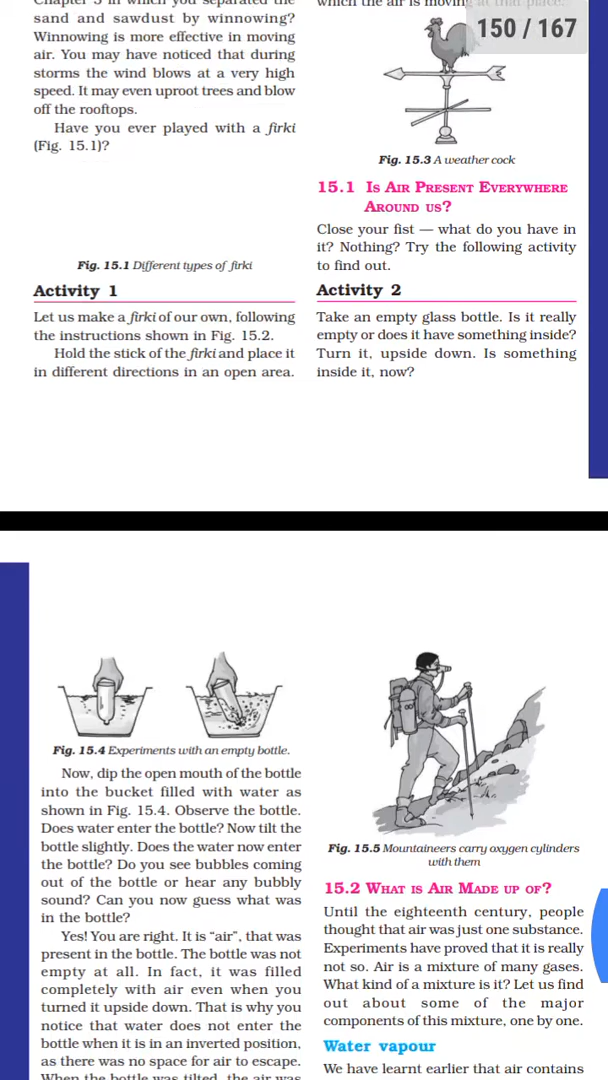 Chapter 3 in which you separated the
sand and sawdust by winnowing?
Winnowing is more effective in moving
air. You may have noticed that during
storms the wind blows at a very high
speed. It may even uproot trees and blow
off the rooftops.
Have you ever played with a firki
(Fig. 15.1)?
Fig. 15.1 Different types of firki
Activity 1
Let us make a firki of our own, following
the instructions shown in Fig. 15.2.
Hold the stick of the firki and place it
in different directions in an open area.
which the air is moving at that place.
150 / 167
Fig. 15.3 A weather cock
15.1 IS AIR PRESENT EVERYWHERE
AROUND US?
Close your fist — what do you have in
it? Nothing? Try the following activity
to find out.
Activity 2
Take an empty glass bottle. Is it really
empty or does it have something inside?
Turn it, upside down. Is something
inside it, now?
Fig. 15.4 Experiments with an empty bottle.
Now, dip the open mouth of the bottle
into the bucket filled with water as
shown in Fig. 15.4. Observe the bottle.
Does water enter the bottle? Now tilt the
bottle slightly. Does the water now enter
the bottle? Do you see bubbles coming
out of the bottle or hear any bubbly
sound? Can you now guess what was
in the bottle?
Yes! You are right. It is “air”, that was
present in the bottle. The bottle was not
empty at all. In fact, it was filled
completely with air even when you
turned it upside down. That is why you
notice that water does not enter the
bottle when it is in an inverted position,
as there was no space for air to escape.
When the bottle was tilted, the air was
Fig. 15.5 Mountaineers carry oxygen cylinders
with them
15.2 WHAT IS AIR MADE UP OF?
Until the eighteenth century, people
thought that air was just one substance.
Experiments have proved that it is really
not so. Air is a mixture of many gases.
What kind of a mixture is it? Let us find
out about some of the major
components of this mixture, one by one.
Water vapour
We have learnt earlier that air contains